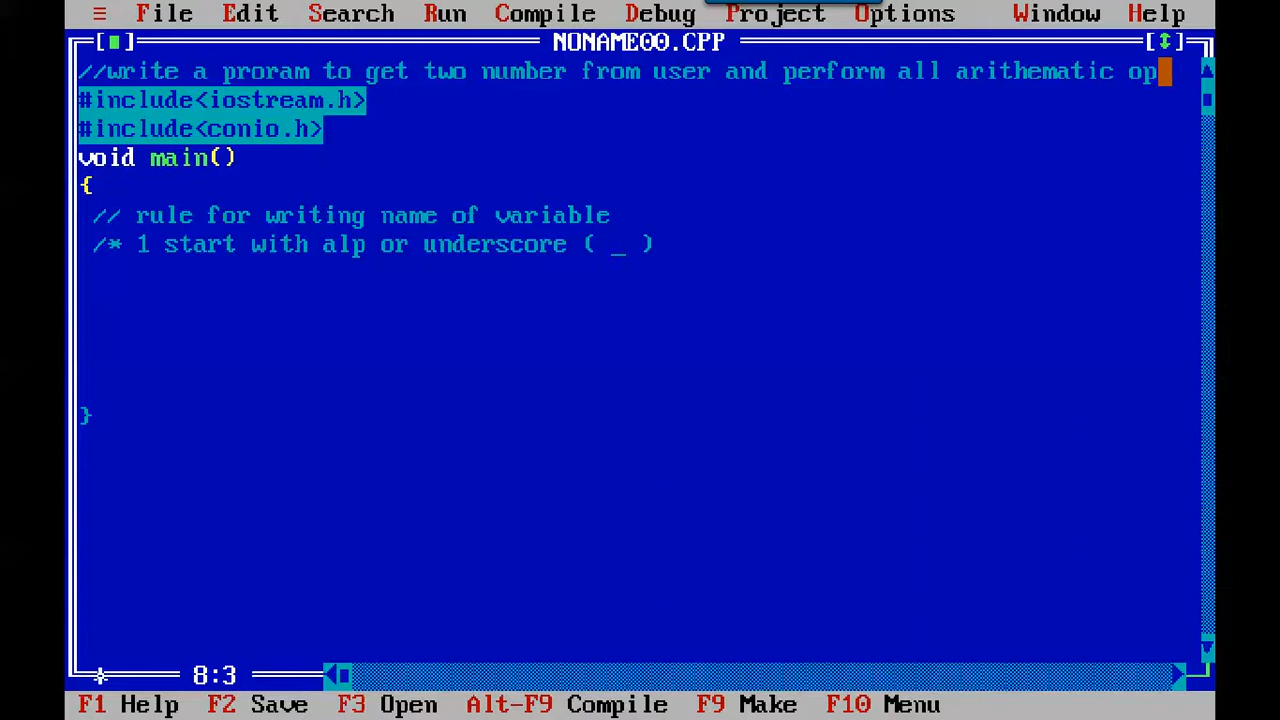 ≡ File Edit Search Run Compile Debug Project Options Window Help
[■] NONAME00.CPP [↕]
//write a proram to get two number from user and perform all arithematic op
#include<iostream.h>
#include<conio.h>
void main()
{
// rule for writing name of variable
/* 1 start with alp or underscore ( _ )
}
* 8:3
F1 Help F2 Save F3 Open Alt-F9 Compile F9 Make F10 Menu